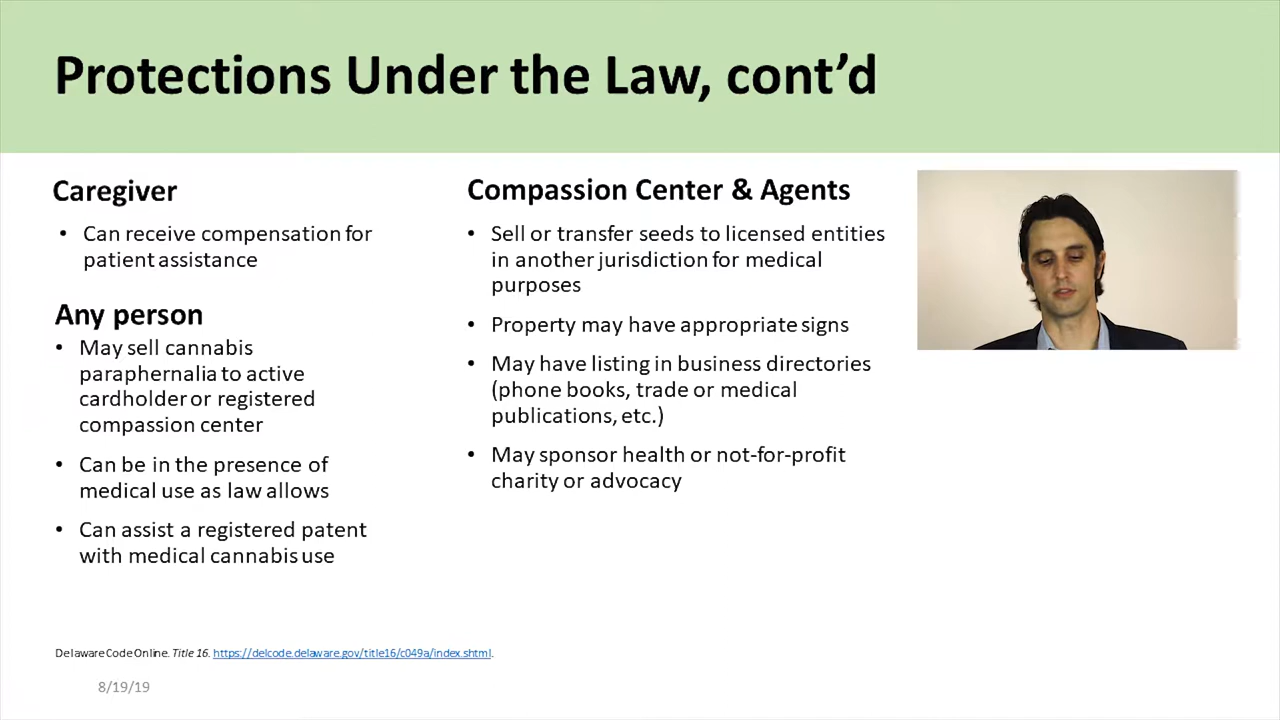 Protections Under the Law, cont’d
Caregiver
• Can receive compensation for
patient assistance
Any person
• May sell cannabis
paraphernalia to active
cardholder or registered
compassion center
• Can be in the presence of
medical use as law allows
• Can assist a registered patent
with medical cannabis use
Compassion Center & Agents
• Sell or transfer seeds to licensed entities
in another jurisdiction for medical
purposes
• Property may have appropriate signs
• May have listing in business directories
(phone books, trade or medical
publications, etc.)
• May sponsor health or not-for-profit
charity or advocacy
Delaware Code Online. Title 16. https://delcode.delaware.gov/title16/c049a/index.shtml.
8/19/19